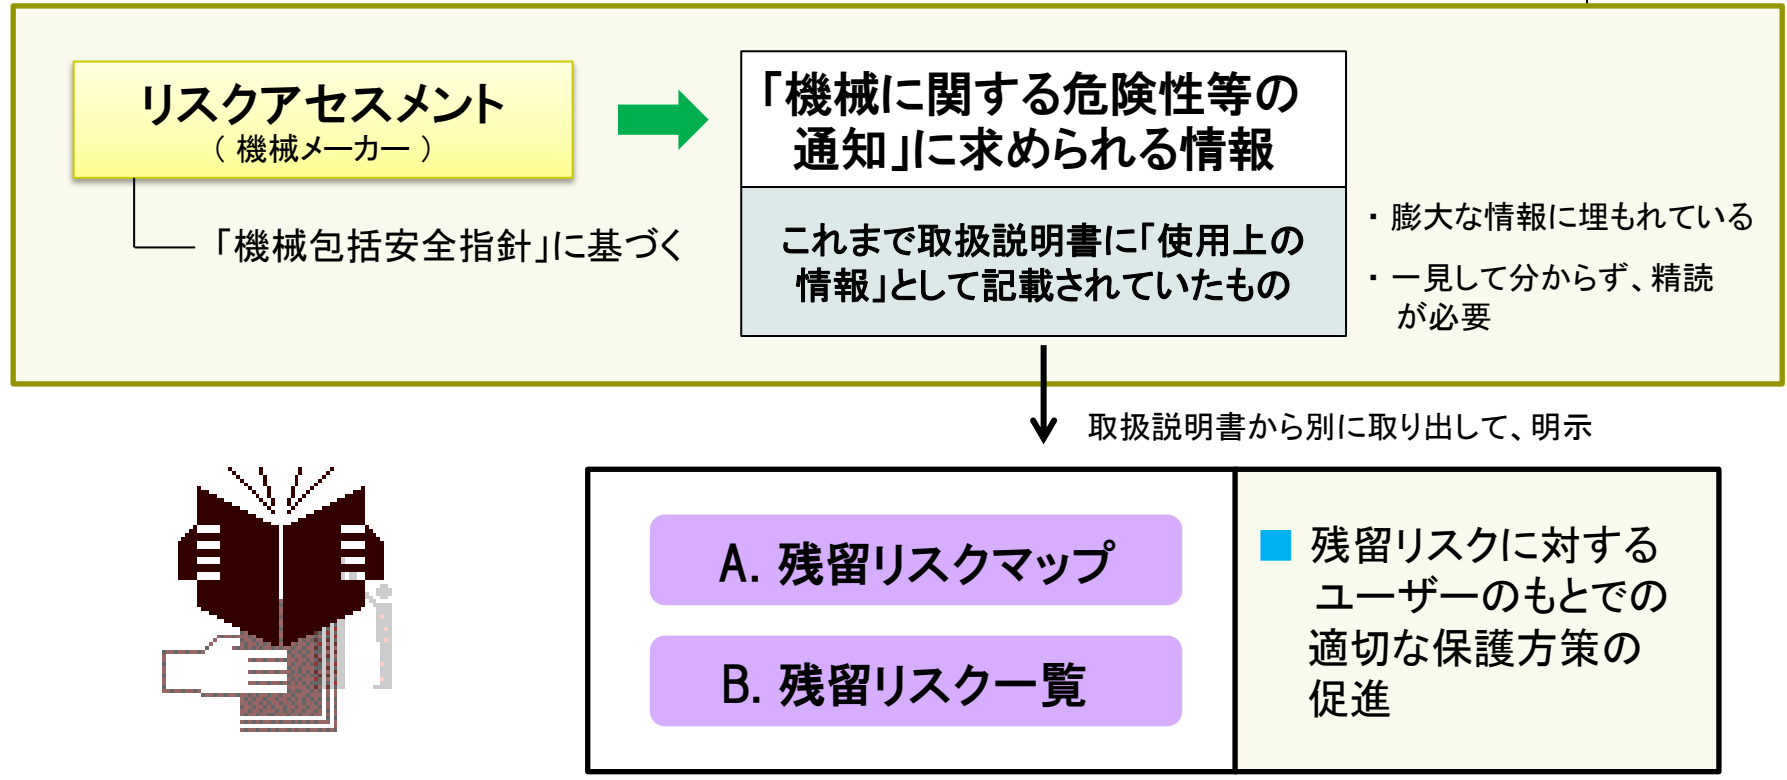 リスクアセスメント
（ 機械メーカー ）
「機械包括安全指針」に基づく
「機械に関する危険性等の
通知」に求められる情報
これまで取扱説明書に「使用上の
情報」として記載されていたもの
・ 膨大な情報に埋もれている
・ 一見して分からず、精読
が必要
取扱説明書から別に取り出して、明示
A. 残留リスクマップ
B. 残留リスク一覧
■ 残留リスクに対する
ユーザーのもとでの
適切な保護方策の
促進